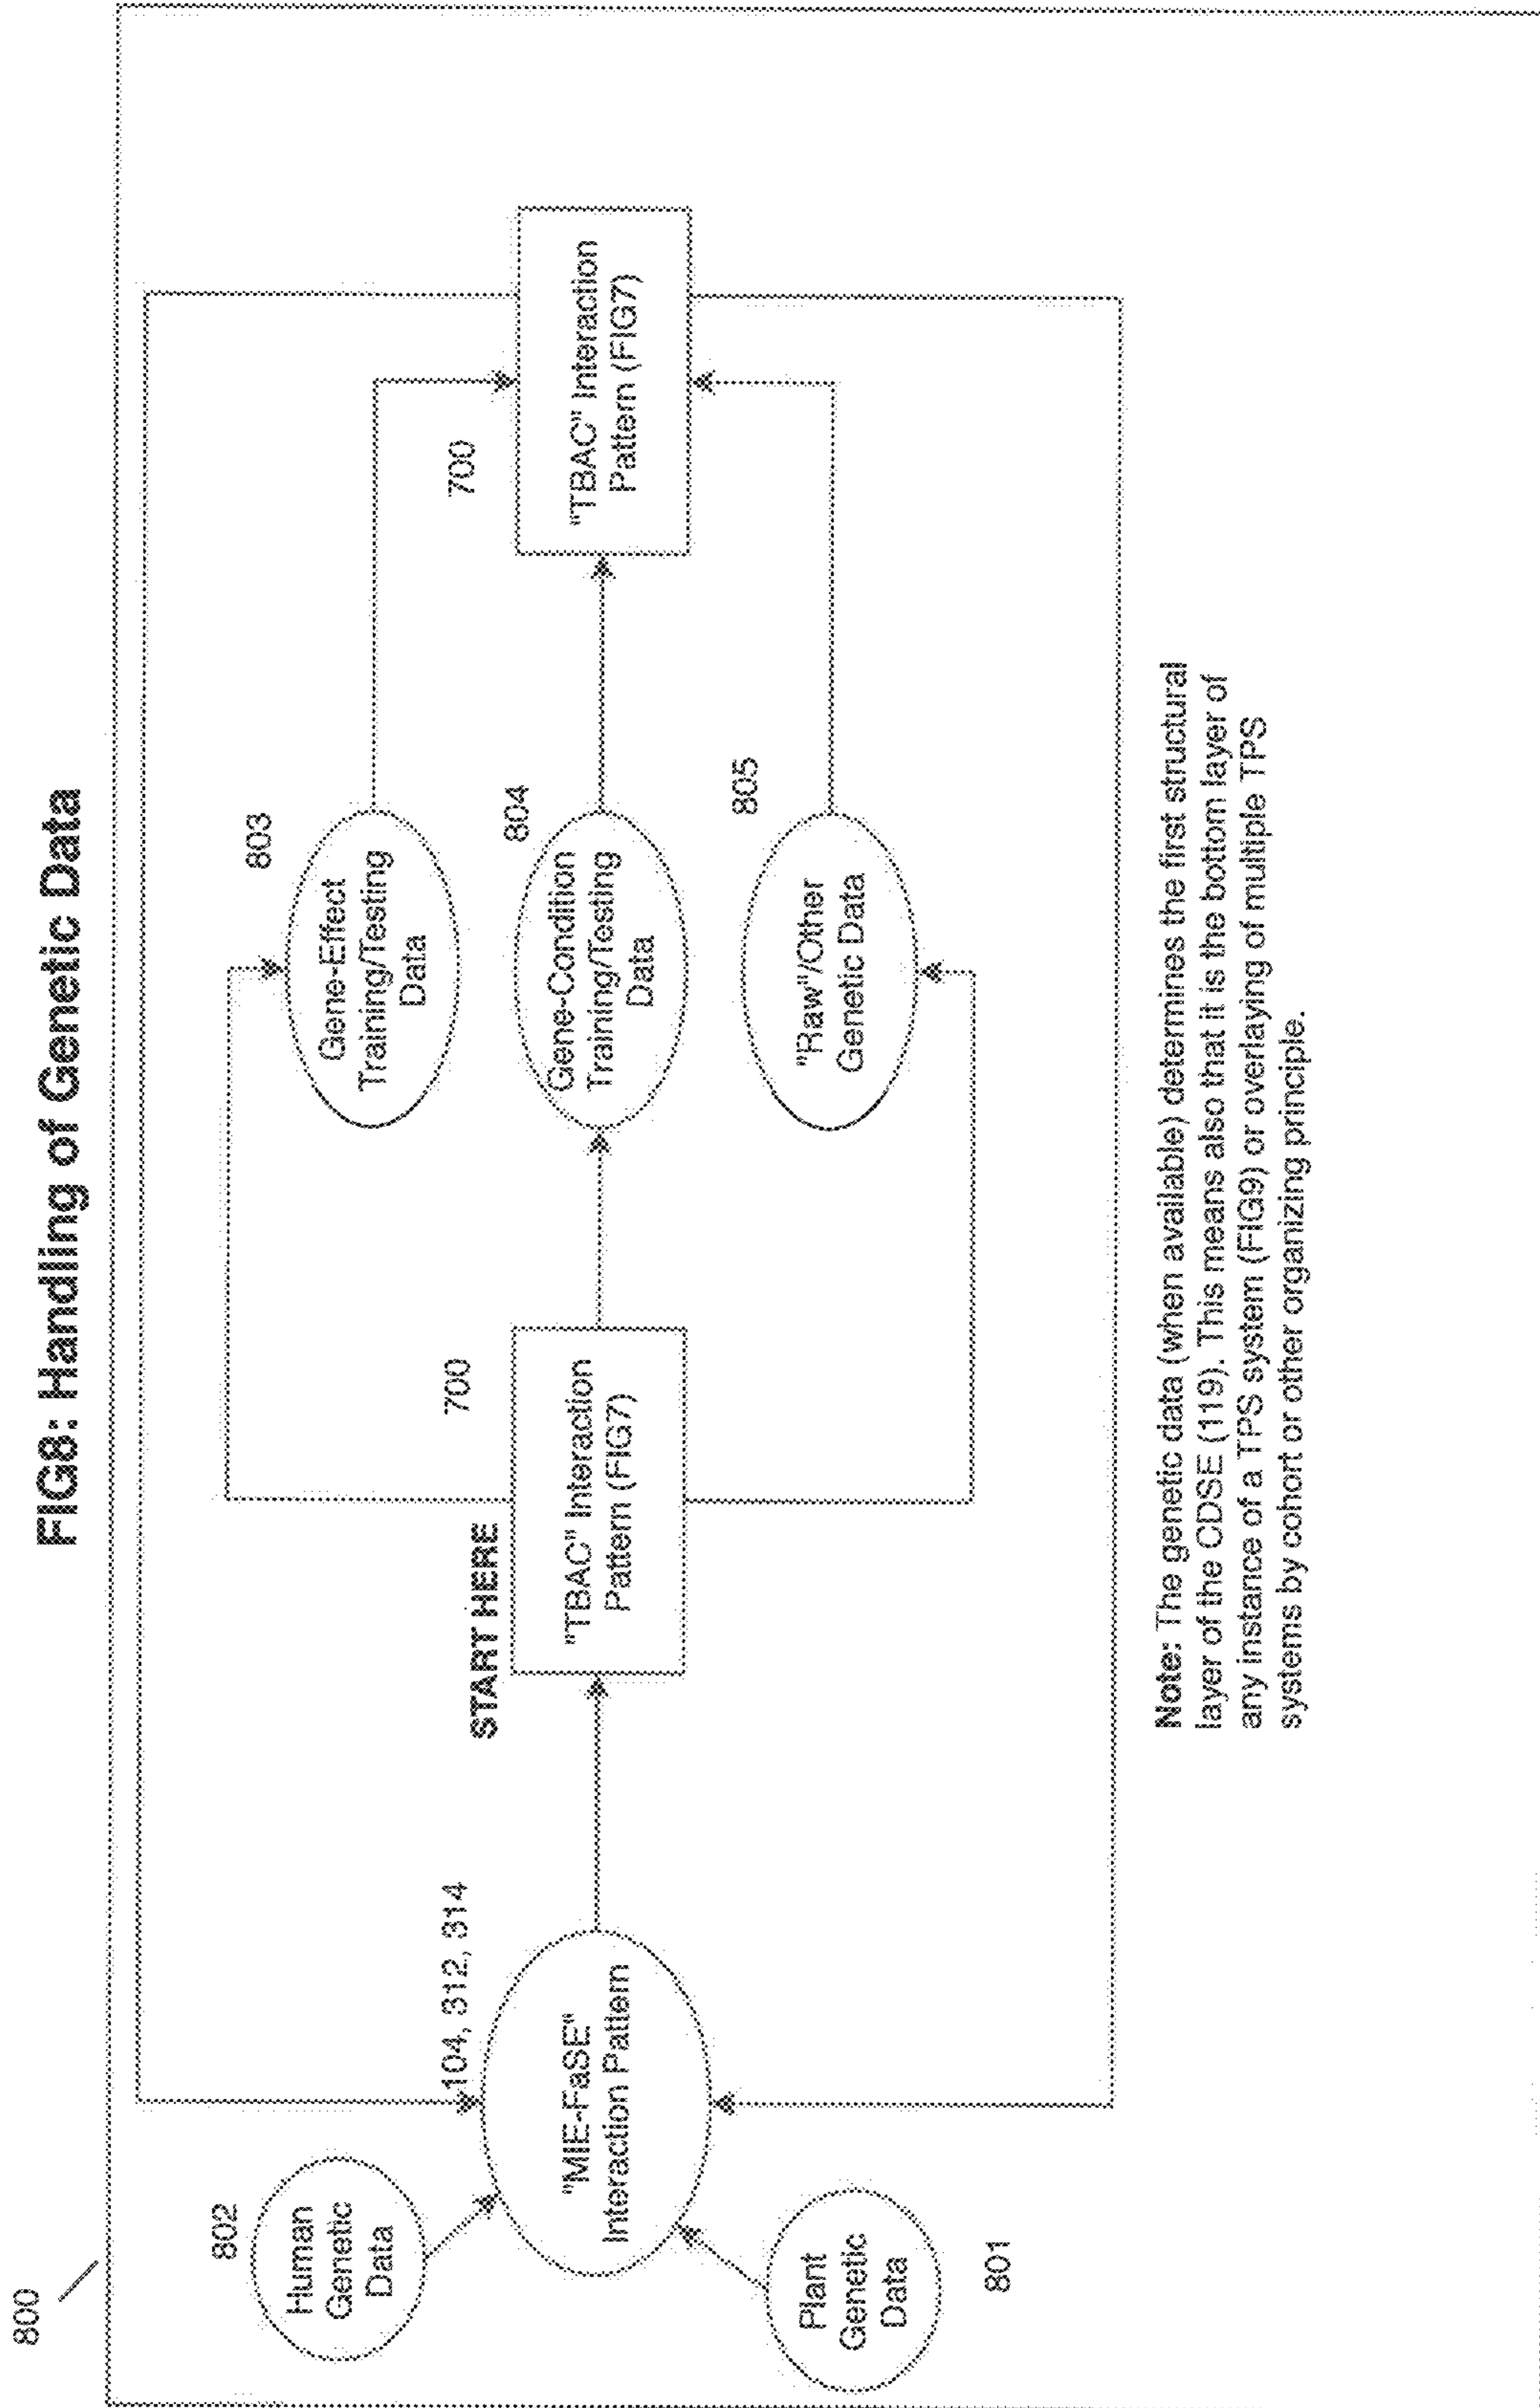 FIG8: Handling of Genetic Data
800
802
Human
Genetic
Data
Plant
Genetic
Data
801
104, 312, 314
"MIE-FaSE"
Interaction Pattern
START HERE
700
"TBAC" Interaction
Pattern (FIG7)
803
Gene-Effect
Training/Testing
Data
804
Gene-Condition
Training/Testing
Data
805
"Raw"/Other
Genetic Data
700
"TBAC" Interaction
Pattern (FIG7)
Note: The genetic data (when available) determines the first structural
layer of the CDSE (119). This means also that it is the bottom layer of
any instance of a TPS system (FIG9) or overlaying of multiple TPS
systems by cohort or other organizing principle.